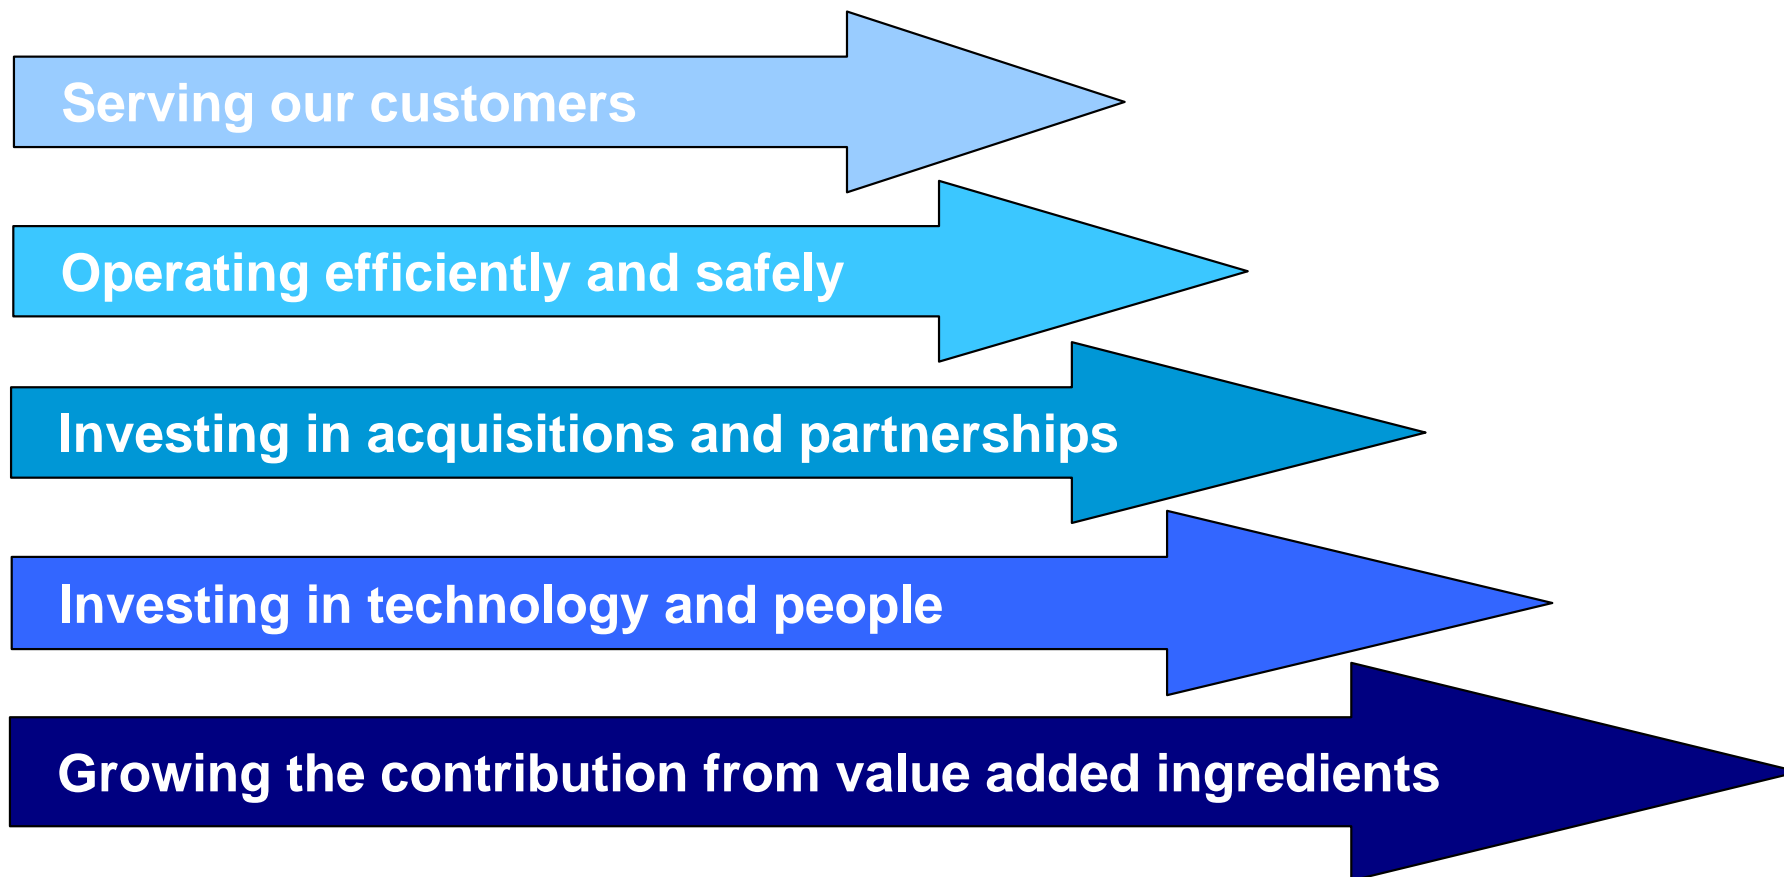 Serving our customers
Operating efficiently and safely
Investing in acquisitions and partnerships
Investing in technology and people
Growing the contribution from value added ingredients